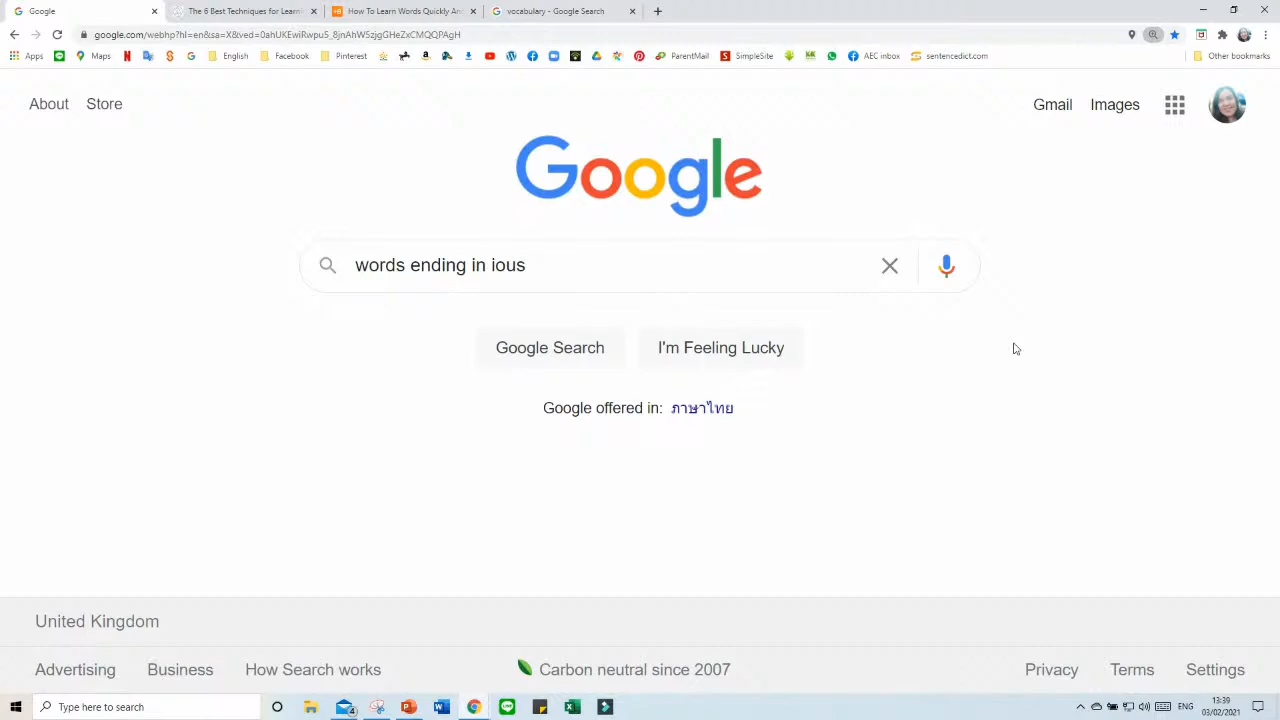 Google
The 6 Best Techniques for Learni
How To Learn Words Quickly An
vocabulary - Google Search
google.com/webhp?hl=en&sa=X&ved=0ahUKEwiRwpuS_8jnAhWSzjgGHeZxCMQQPAgH
Apps
Maps
English
Facebook
Pinterest
ParentMail
SimpleSite
AEC inbox
sentencedict.com
Other bookmarks
About
Store
Gmail
Images
Google
words ending in ious
Google Search
I'm Feeling Lucky
Google offered in: ภาษาไทย
United Kingdom
Advertising
Business
How Search works
Carbon neutral since 2007
Privacy
Terms
Settings
Type here to search
ENG
13:39
03/02/2021